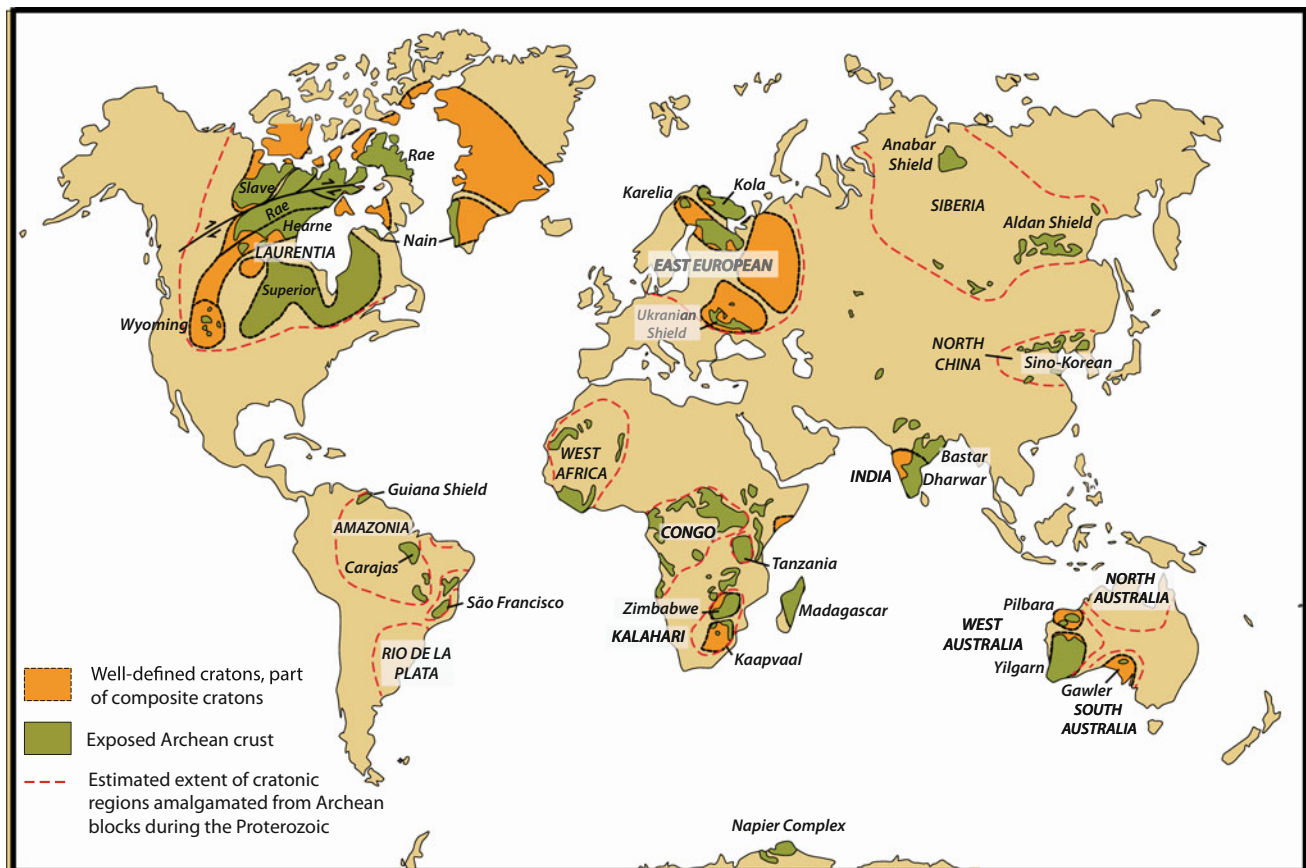 Rae
Slave
Rae
Hearne
Nain
LAURENTIA
Superior
Wyoming
Karelia
Kola
EAST EUROPEAN
Ukranian
Shield
Anabar
Shield
SIBERIA
Aldan Shield
NORTH
CHINA
Sino-Korean
WEST
AFRICA
INDIA
Bastar
Dharwar
Guiana Shield
AMAZONIA
Carajas
São Francisco
RIO DE LA
PLATA
CONGO
Tanzania
Zimbabwe
Madagascar
KALAHARI
Kaapvaal
NORTH
AUSTRALIA
Pilbara
WEST
AUSTRALIA
Yilgarn
Gawler
SOUTH
AUSTRALIA
Well-defined cratons, part
of composite cratons
Exposed Archean crust
Estimated extent of cratonic
regions amalgamated from Archean
blocks during the Proterozoic
Napier Complex